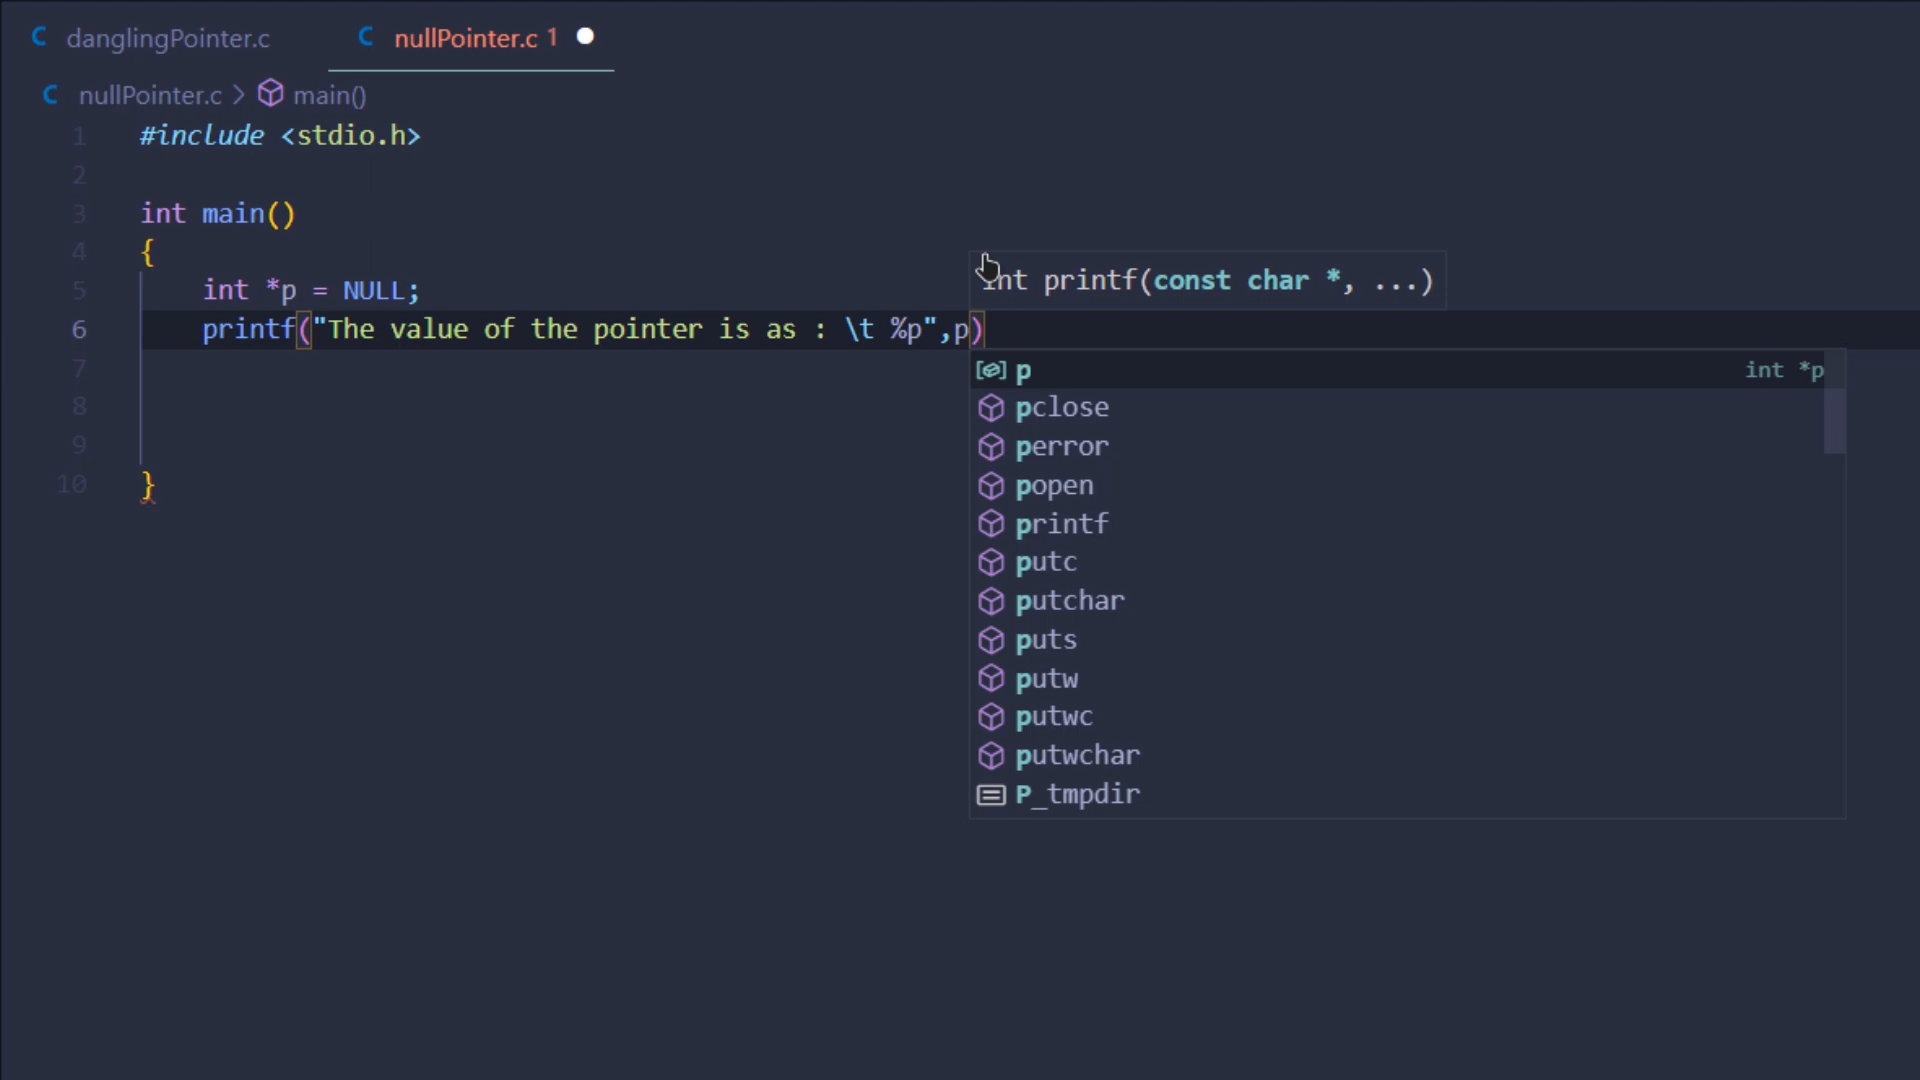 danglingPointer.c
nullPointer.c 1
nullPointer.c > main()
1 #include <stdio.h>
2
3 int main()
4 {
int printf(const char *, ...)
5 int *p = NULL;
6 printf("The value of the pointer is as : \t %p",p)
7
8
9
10 }
p int *p
pclose
perror
popen
printf
putc
putchar
puts
putw
putwc
putwchar
P_tmpdir